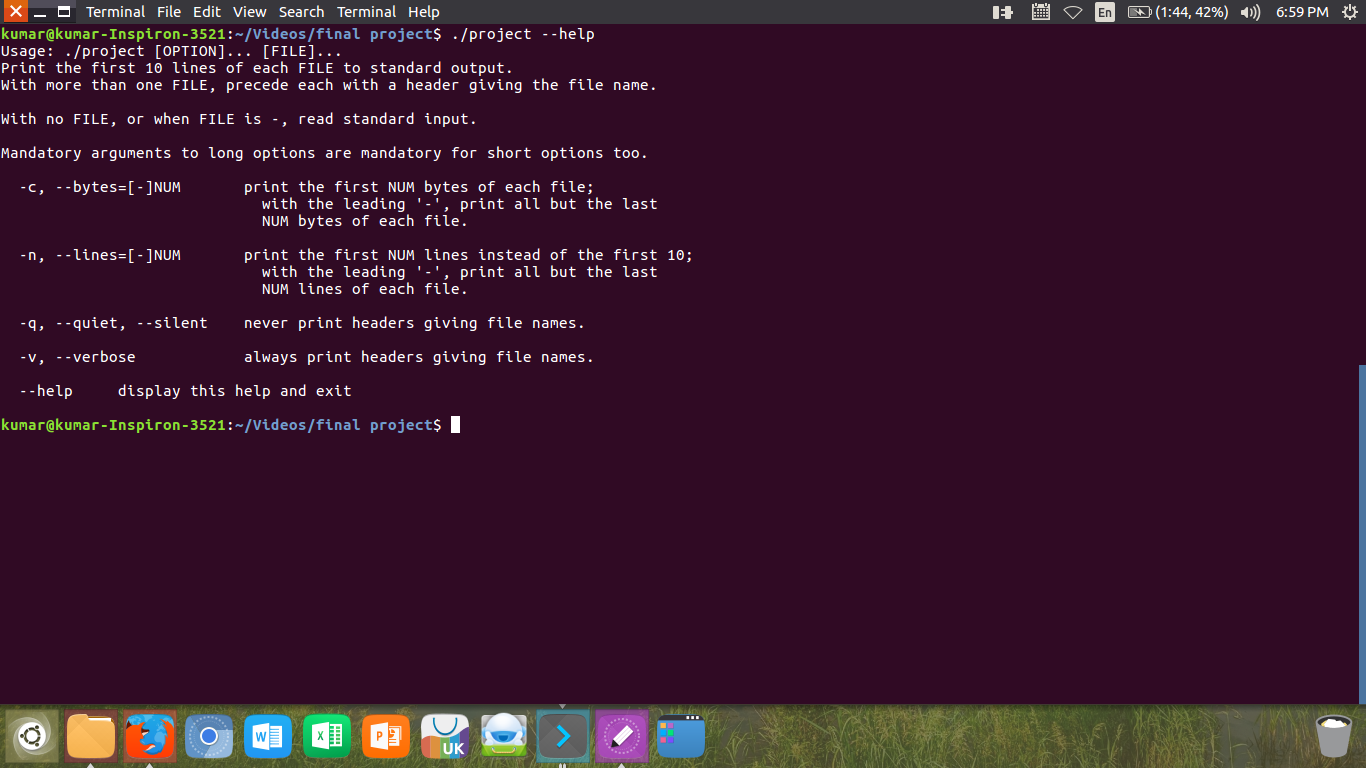 Terminal File Edit View Search Terminal Help En (1:44, 42%) 6:59 PM
kumar@kumar-Inspiron-3521:~/Videos/final project$ ./project --help
Usage: ./project [OPTION]... [FILE]...
Print the first 10 lines of each FILE to standard output.
With more than one FILE, precede each with a header giving the file name.
With no FILE, or when FILE is -, read standard input.
Mandatory arguments to long options are mandatory for short options too.
-c, --bytes=[-]NUM print the first NUM bytes of each file;
with the leading '-', print all but the last
NUM bytes of each file.
-n, --lines=[-]NUM print the first NUM lines instead of the first 10;
with the leading '-', print all but the last
NUM lines of each file.
-q, --quiet, --silent never print headers giving file names.
-v, --verbose always print headers giving file names.
--help display this help and exit
kumar@kumar-Inspiron-3521:~/Videos/final project$
W X P UK